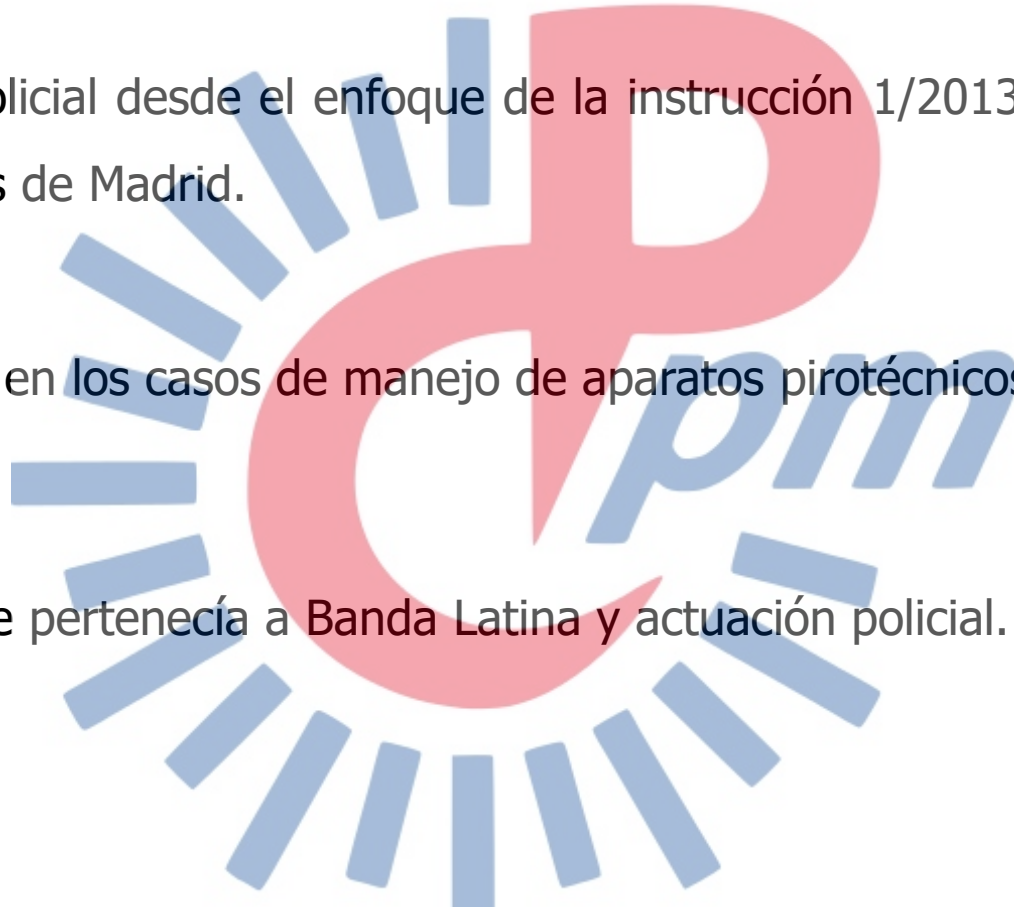 olicial desde el enfoque de la instrucción 1/2013
s de Madrid.
en los casos de manejo de aparatos pirotécnicos
pm
e pertenecía a Banda Latina y actuación policial.